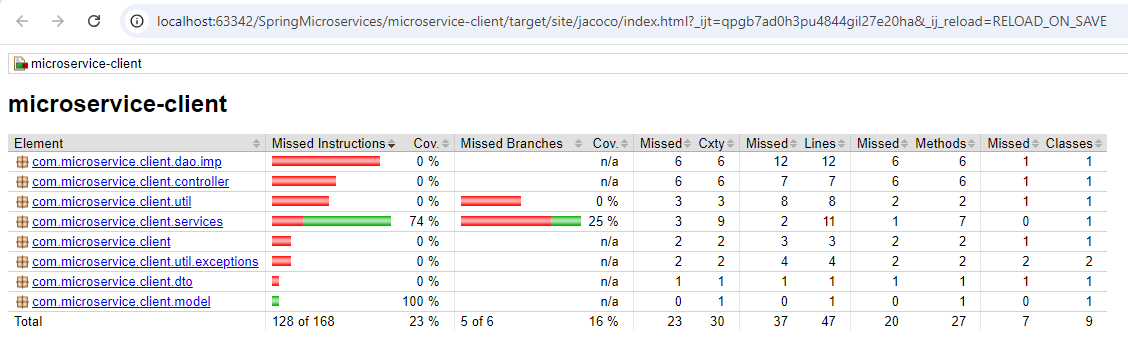 localhost:63342/SpringMicroservices/microservice-client/target/site/jacoco/index.html?_ijt=qpgb7ad0h3pu4844gil27e20ha&_ij_reload=RELOAD_ON_SAVE
microservice-client
microservice-client
Element Missed Instructions Cov. Missed Branches Cov. Missed Cxty Missed Lines Missed Methods Missed Classes
com.microservice.client.dao.imp 0 % n/a 6 6 12 12 6 6 1 1
com.microservice.client.controller 0 % n/a 6 6 7 7 6 6 1 1
com.microservice.client.util 0 % 0 % 3 3 8 8 2 2 1 1
com.microservice.client.services 74 % 25 % 3 9 2 11 1 7 0 1
com.microservice.client 0 % n/a 2 2 3 3 2 2 1 1
com.microservice.client.util.exceptions 0 % n/a 2 2 4 4 2 2 2 2
com.microservice.client.dto 0 % n/a 1 1 1 1 1 1 1 1
com.microservice.client.model 100 % n/a 0 1 0 1 0 1 0 1
Total 128 of 168 23 % 5 of 6 16 % 23 30 37 47 20 27 7 9